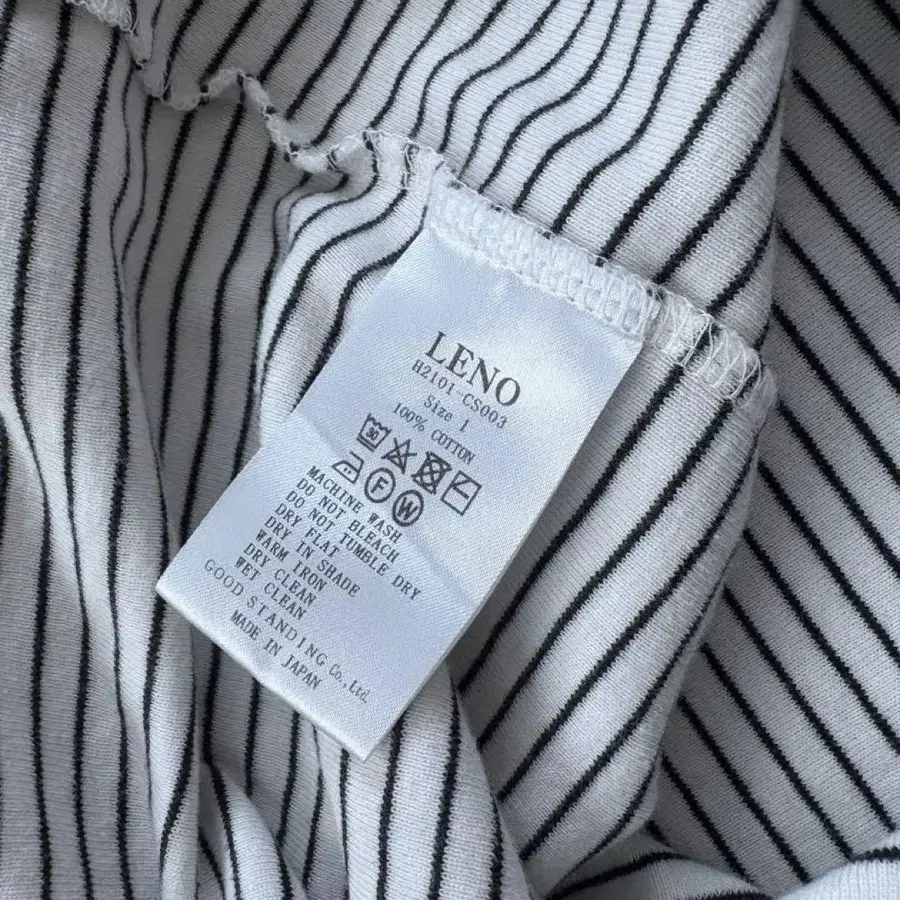 LENO
H2101-CS003
Size 1
100% COTTON
30
F W
MACHINE WASH
DO NOT BLEACH
DO NOT TUMBLE DRY
DRY FLAT
DRY IN SHADE
WARM IRON
DRY CLEAN
WET CLEAN
GOOD STANDING Co.,Ltd.
MADE IN JAPAN